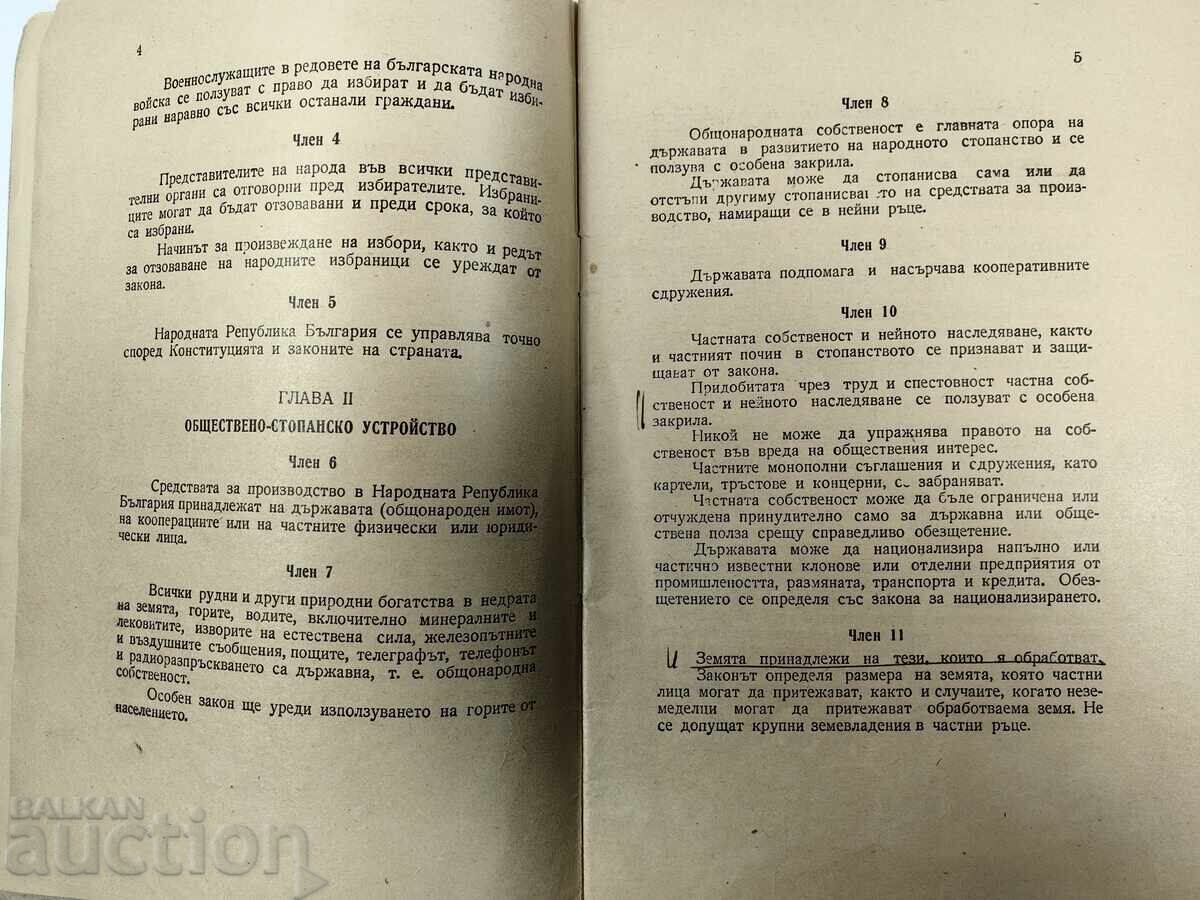 4
Военнослужащите в редовете на българската народна
войска се ползуват с право да избират и да бъдат изби-
рани наравно със всички останали граждани.
Член 4
Представителите на народа във всички представи-
телни органи са отговорни пред избирателите. Избрани-
ците могат да бъдат отзовавани и преди срока, за който
са избрани.
Начинът за произвеждане на избори, както и редът
за отзоваване на народните избраници се уреждат от
закона.
Член 5
Народната Република България се управлява точно
според Конституцията и законите на страната.
ГЛАВА II
ОБЩЕСТВЕНО-СТОПАНСКО УСТРОЙСТВО
Член 6
Средствата за производство в Народната Република
България принадлежат на държавата (общонароден имот),
на кооперациите или на частните физически или юриди-
чески лица.
Член 7
Всички рудни и други природни богатства в недрата
на земята, горите, водите, включително минералните и
лековитите, изворите на естествена сила, железопътните
и въздушните съобщения, пощите, телеграфът, телефонът
и радиоразпръскването са държавна, т. е. общонародна
собственост.
Особен закон ще уреди използуването на горите от
населението.
5
Член 8
Общонародната собственост е главната опора на
държавата в развитието на народното стопанство и се
ползува с особена закрила.
Държавата може да стопанисва сама или да
отстъпи другиму стопанисването на средствата за произ-
водство, намиращи се в нейни ръце.
Член 9
Държавата подпомага и насърчава кооперативните
сдружения.
Член 10
Частната собственост и нейното наследяване, както
и частният почин в стопанството се признават и защи-
щават от закона.
Придобитата чрез труд и спестовност частна соб-
ственост и нейното наследяване се ползуват с особена
закрила.
Никой не може да упражнява правото на соб-
ственост във вреда на обществения интерес.
Частните монополни съглашения и сдружения, като
картели, тръстове и концерни, се забраняват.
Частната собственост може да бъде ограничена или
отчуждена принудително само за държавна или обще-
ствена полза срещу справедливо обезщетение.
Държавата може да национализира напълно или
частично известни клонове или отделни предприятия от
промишлеността, размяната, транспорта и кредита. Обез-
щетението се определя със закона за национализирането.
Член 11
Земята принадлежи на тези, които я обработват.
Законът определя размера на земята, която частни
лица могат да притежават, както и случаите, когато незе-
меделци могат да притежават обработваема земя. Не
се допущат крупни землевладения в частни ръце.
BALKAN
auction